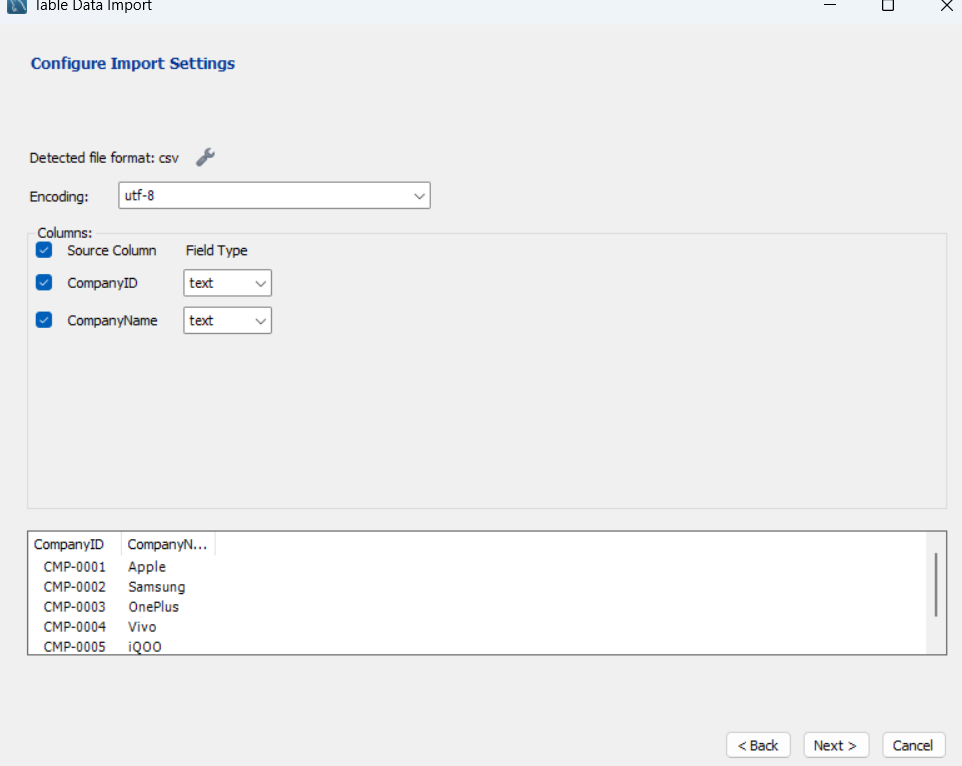 Table Data Import
Configure Import Settings
Detected file format: csv
Encoding: utf-8
Columns:
Source Column Field Type
CompanyID text
CompanyName text
CompanyID CompanyN...
CMP-0001 Apple
CMP-0002 Samsung
CMP-0003 OnePlus
CMP-0004 Vivo
CMP-0005 iQOO
< Back Next > Cancel